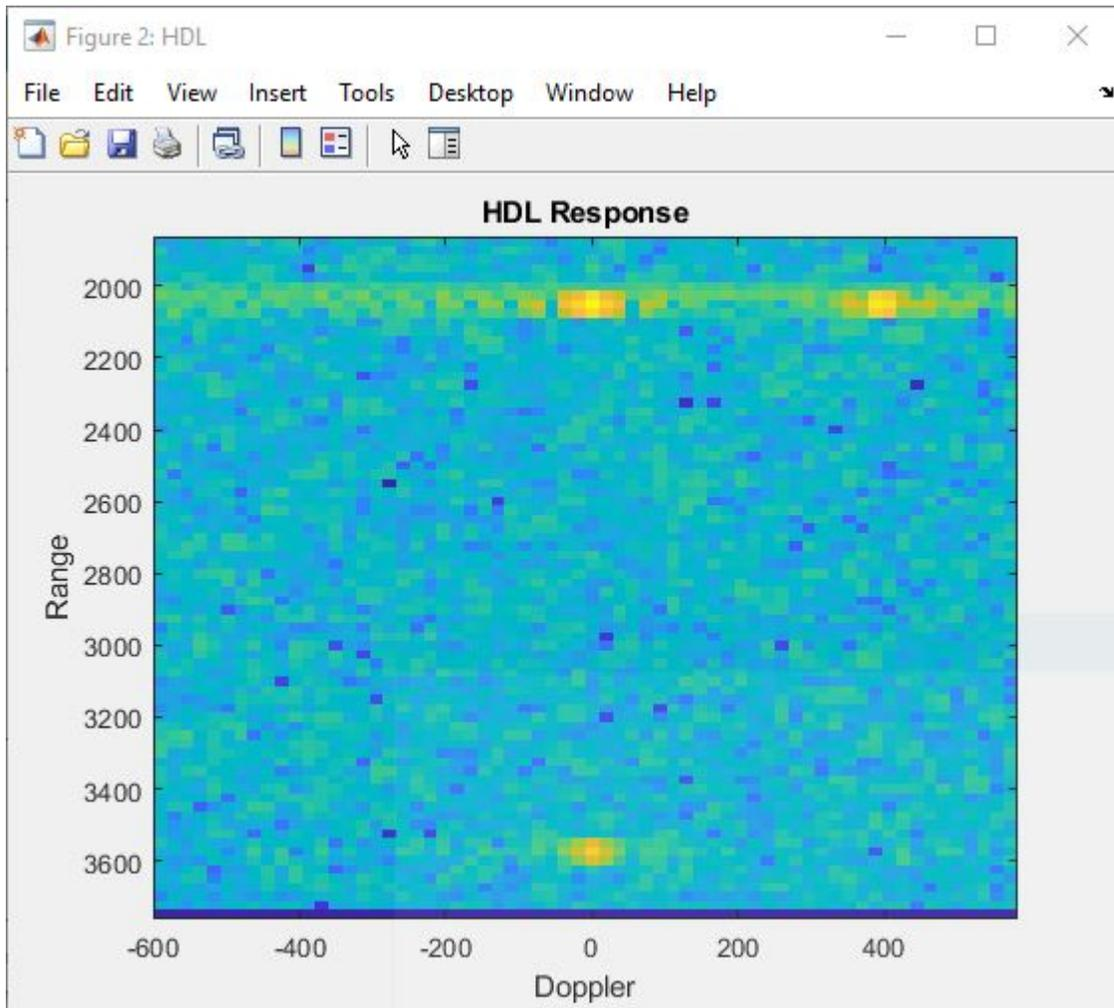 Figure 2: HDL
File Edit View Insert Tools Desktop Window Help
HDL Response
2000
2200
2400
2600
2800
3000
3200
3400
3600
Range
-600 -400 -200 0 200 400
Doppler